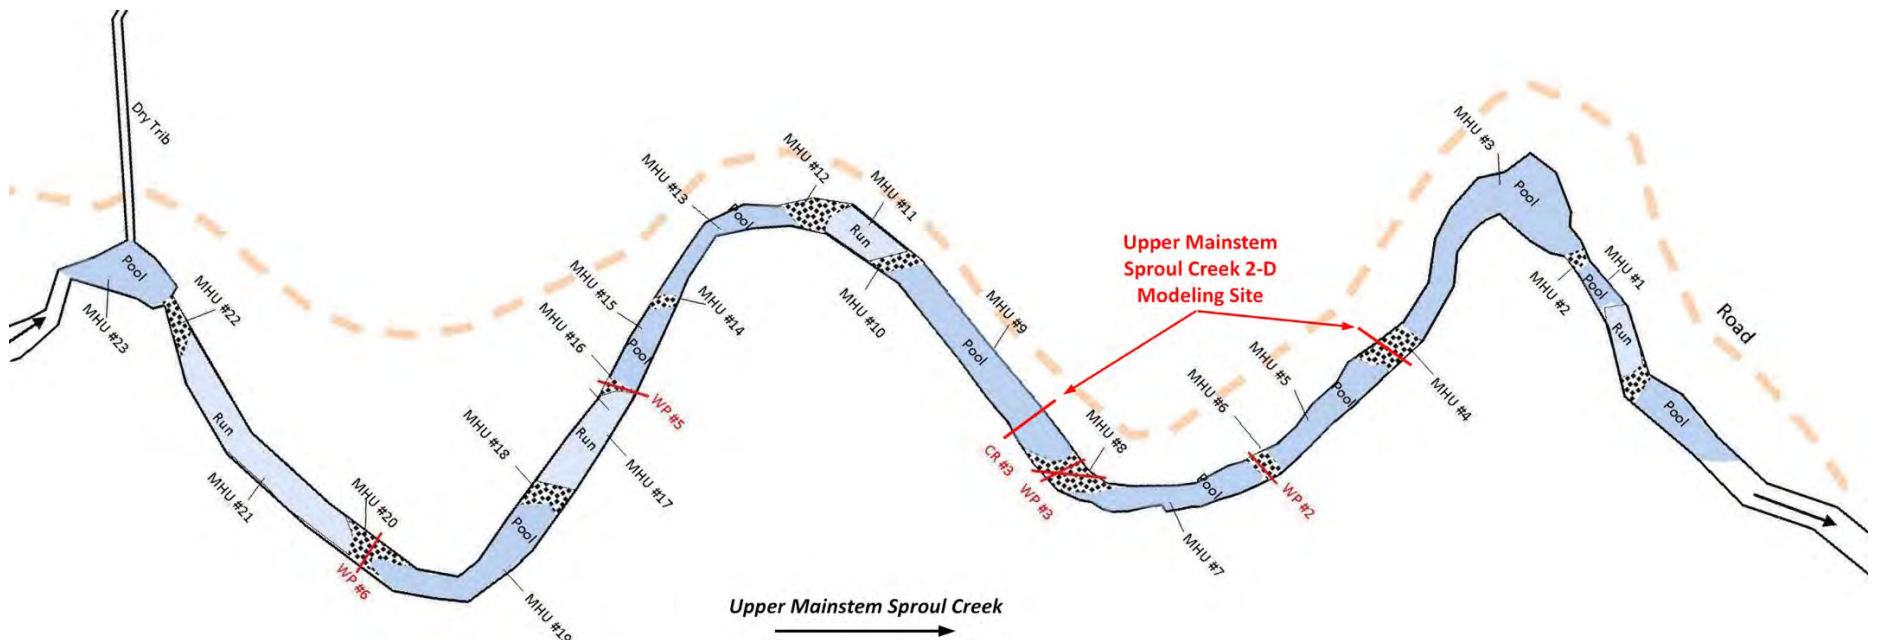 Dry Trib
Pool
MHU #23
MHU #22
Run
MHU #21
MHU #20
WP #6
MHU #19
Pool
MHU #18
MHU #17
Run
WP #5
MHU #16
Pool
MHU #15
MHU #14
MHU #13
Pool
MHU #12
MHU #11
Run
MHU #10
MHU #9
Pool
CR #3
WP #3
MHU #8
Upper Mainstem
Sproul Creek 2-D
Modeling Site
Pool
MHU #7
MHU #6
WP #2
MHU #5
Pool
MHU #4
MHU #3
Pool
MHU #2
MHU #1
Pool
Run
Pool
Road
Upper Mainstem Sproul Creek